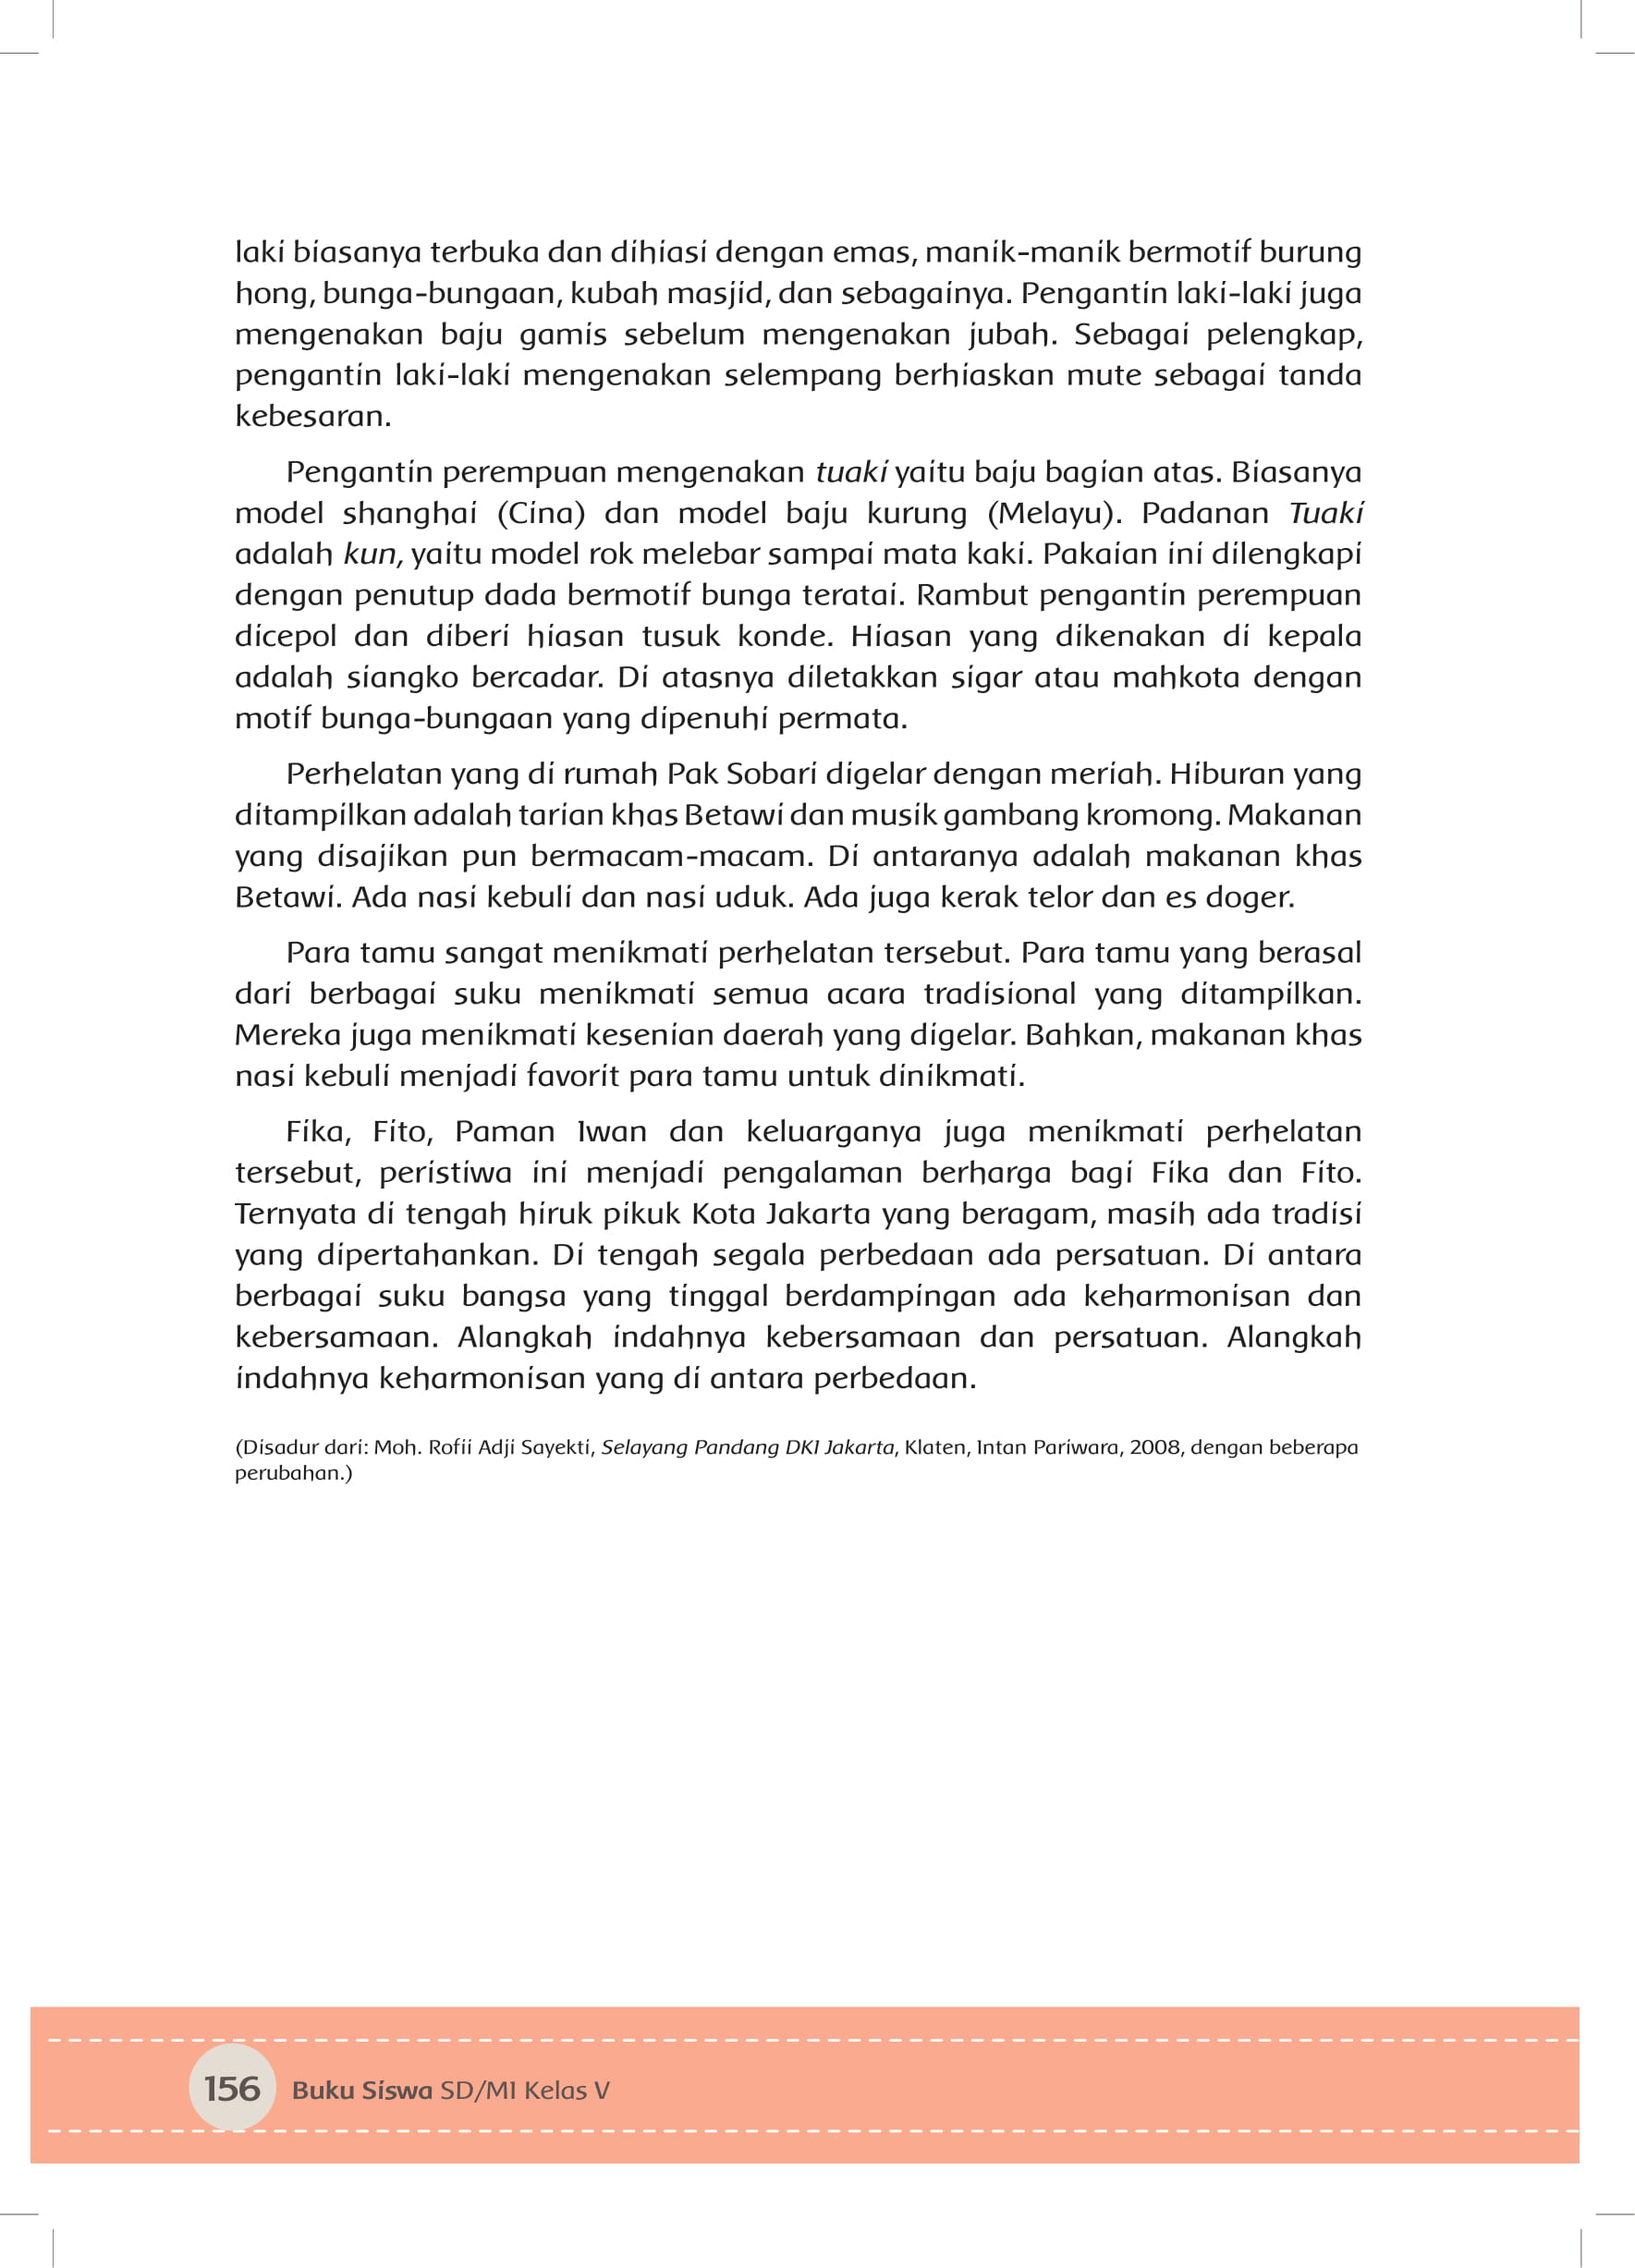 laki biasanya terbuka dan dihiasi dengan emas, manik-manik bermotif burung
hong, bunga-bungaan, kubah masjid, dan sebagainya. Pengantin laki-laki juga
mengenakan baju gamis sebelum mengenakan jubah. Sebagai pelengkap,
pengantin laki-laki mengenakan selempang berhiaskan mute sebagai tanda
kebesaran.
Pengantin perempuan mengenakan tuaki yaitu baju bagian atas. Biasanya
model shanghai (Cina) dan model baju kurung (Melayu). Padanan Tuaki
adalah kun, yaitu model rok melebar sampai mata kaki. Pakaian ini dilengkapi
dengan penutup dada bermotif bunga teratai. Rambut pengantin perempuan
dicepol dan diberi hiasan tusuk konde. Hiasan yang dikenakan di kepala
adalah siangko bercadar. Di atasnya diletakkan sigar atau mahkota dengan
motif bunga-bungaan yang dipenuhi permata.
Perhelatan yang di rumah Pak Sobari digelar dengan meriah. Hiburan yang
ditampilkan adalah tarian khas Betawi dan musik gambang kromong. Makanan
yang disajikan pun bermacam-macam. Di antaranya adalah makanan khas
Betawi. Ada nasi kebuli dan nasi uduk. Ada juga kerak telor dan es doger.
Para tamu sangat menikmati perhelatan tersebut. Para tamu yang berasal
dari berbagai suku menikmati semua acara tradisional yang ditampilkan.
Mereka juga menikmati kesenian daerah yang digelar. Bahkan, makanan khas
nasi kebuli menjadi favorit para tamu untuk dinikmati.
Fika, Fito, Paman Iwan dan keluarganya juga menikmati perhelatan
tersebut, peristiwa ini menjadi pengalaman berharga bagi Fika dan Fito.
Ternyata di tengah hiruk pikuk Kota Jakarta yang beragam, masih ada tradisi
yang dipertahankan. Di tengah segala perbedaan ada persatuan. Di antara
berbagai suku bangsa yang tinggal berdampingan ada keharmonisan dan
kebersamaan. Alangkah indahnya kebersamaan dan persatuan. Alangkah
indahnya keharmonisan yang di antara perbedaan.
(Disadur dari: Moh. Rofii Adji Sayekti, Selayang Pandang DKI Jakarta, Klaten, Intan Pariwara, 2008, dengan beberapa
perubahan.)
156 Buku Siswa SD/MI Kelas V